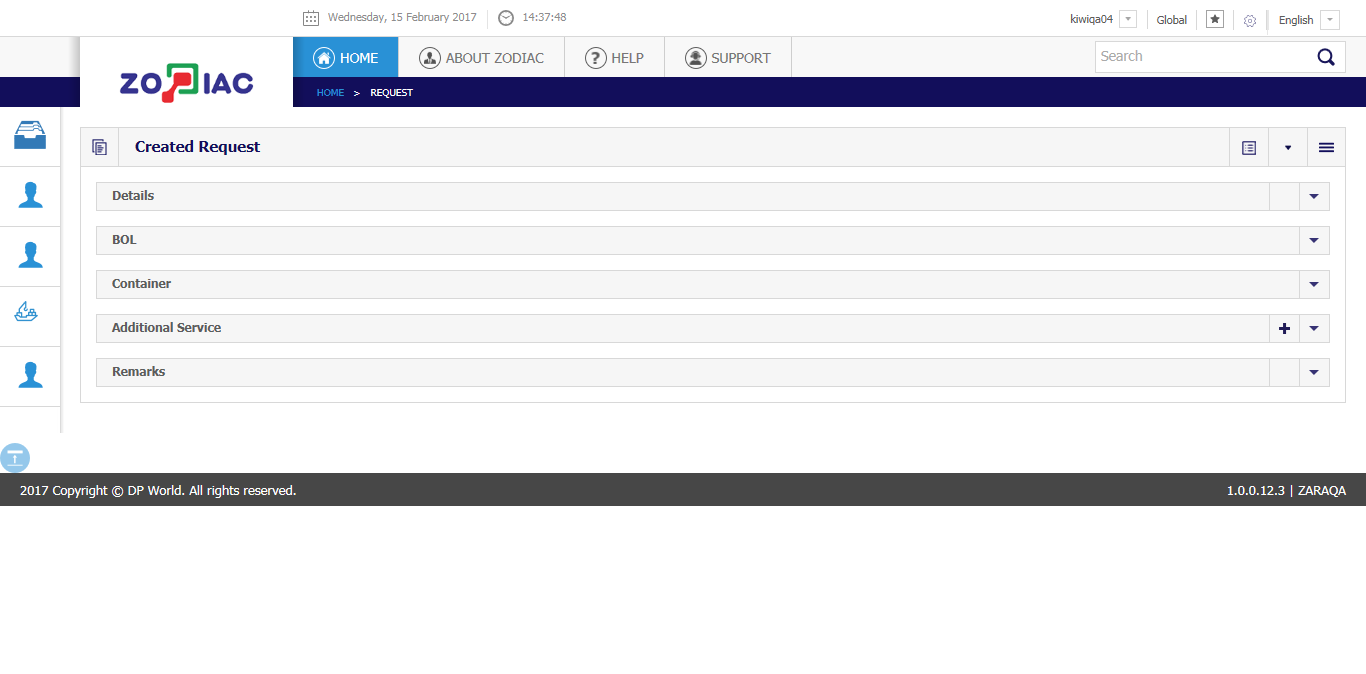 Wednesday, 15 February 2017
14:37:48
kiwiqa04
Global
English
ZODIAC
HOME
ABOUT ZODIAC
? HELP
SUPPORT
Search
HOME > REQUEST
Created Request
Details
BOL
Container
Additional Service
Remarks
2017 Copyright © DP World. All rights reserved.
1.0.0.12.3 | ZARAQA